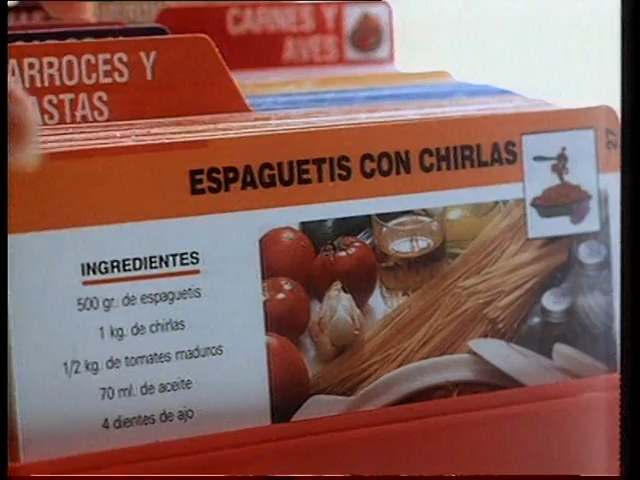 CARNES Y
AVES
ARROCES Y
PASTAS
ESPAGUETIS CON CHIRLAS
27
INGREDIENTES
500 gr. de espaguetis
1 kg. de chirlas
1/2 kg. de tomates maduros
70 ml. de aceite
4 dientes de ajo